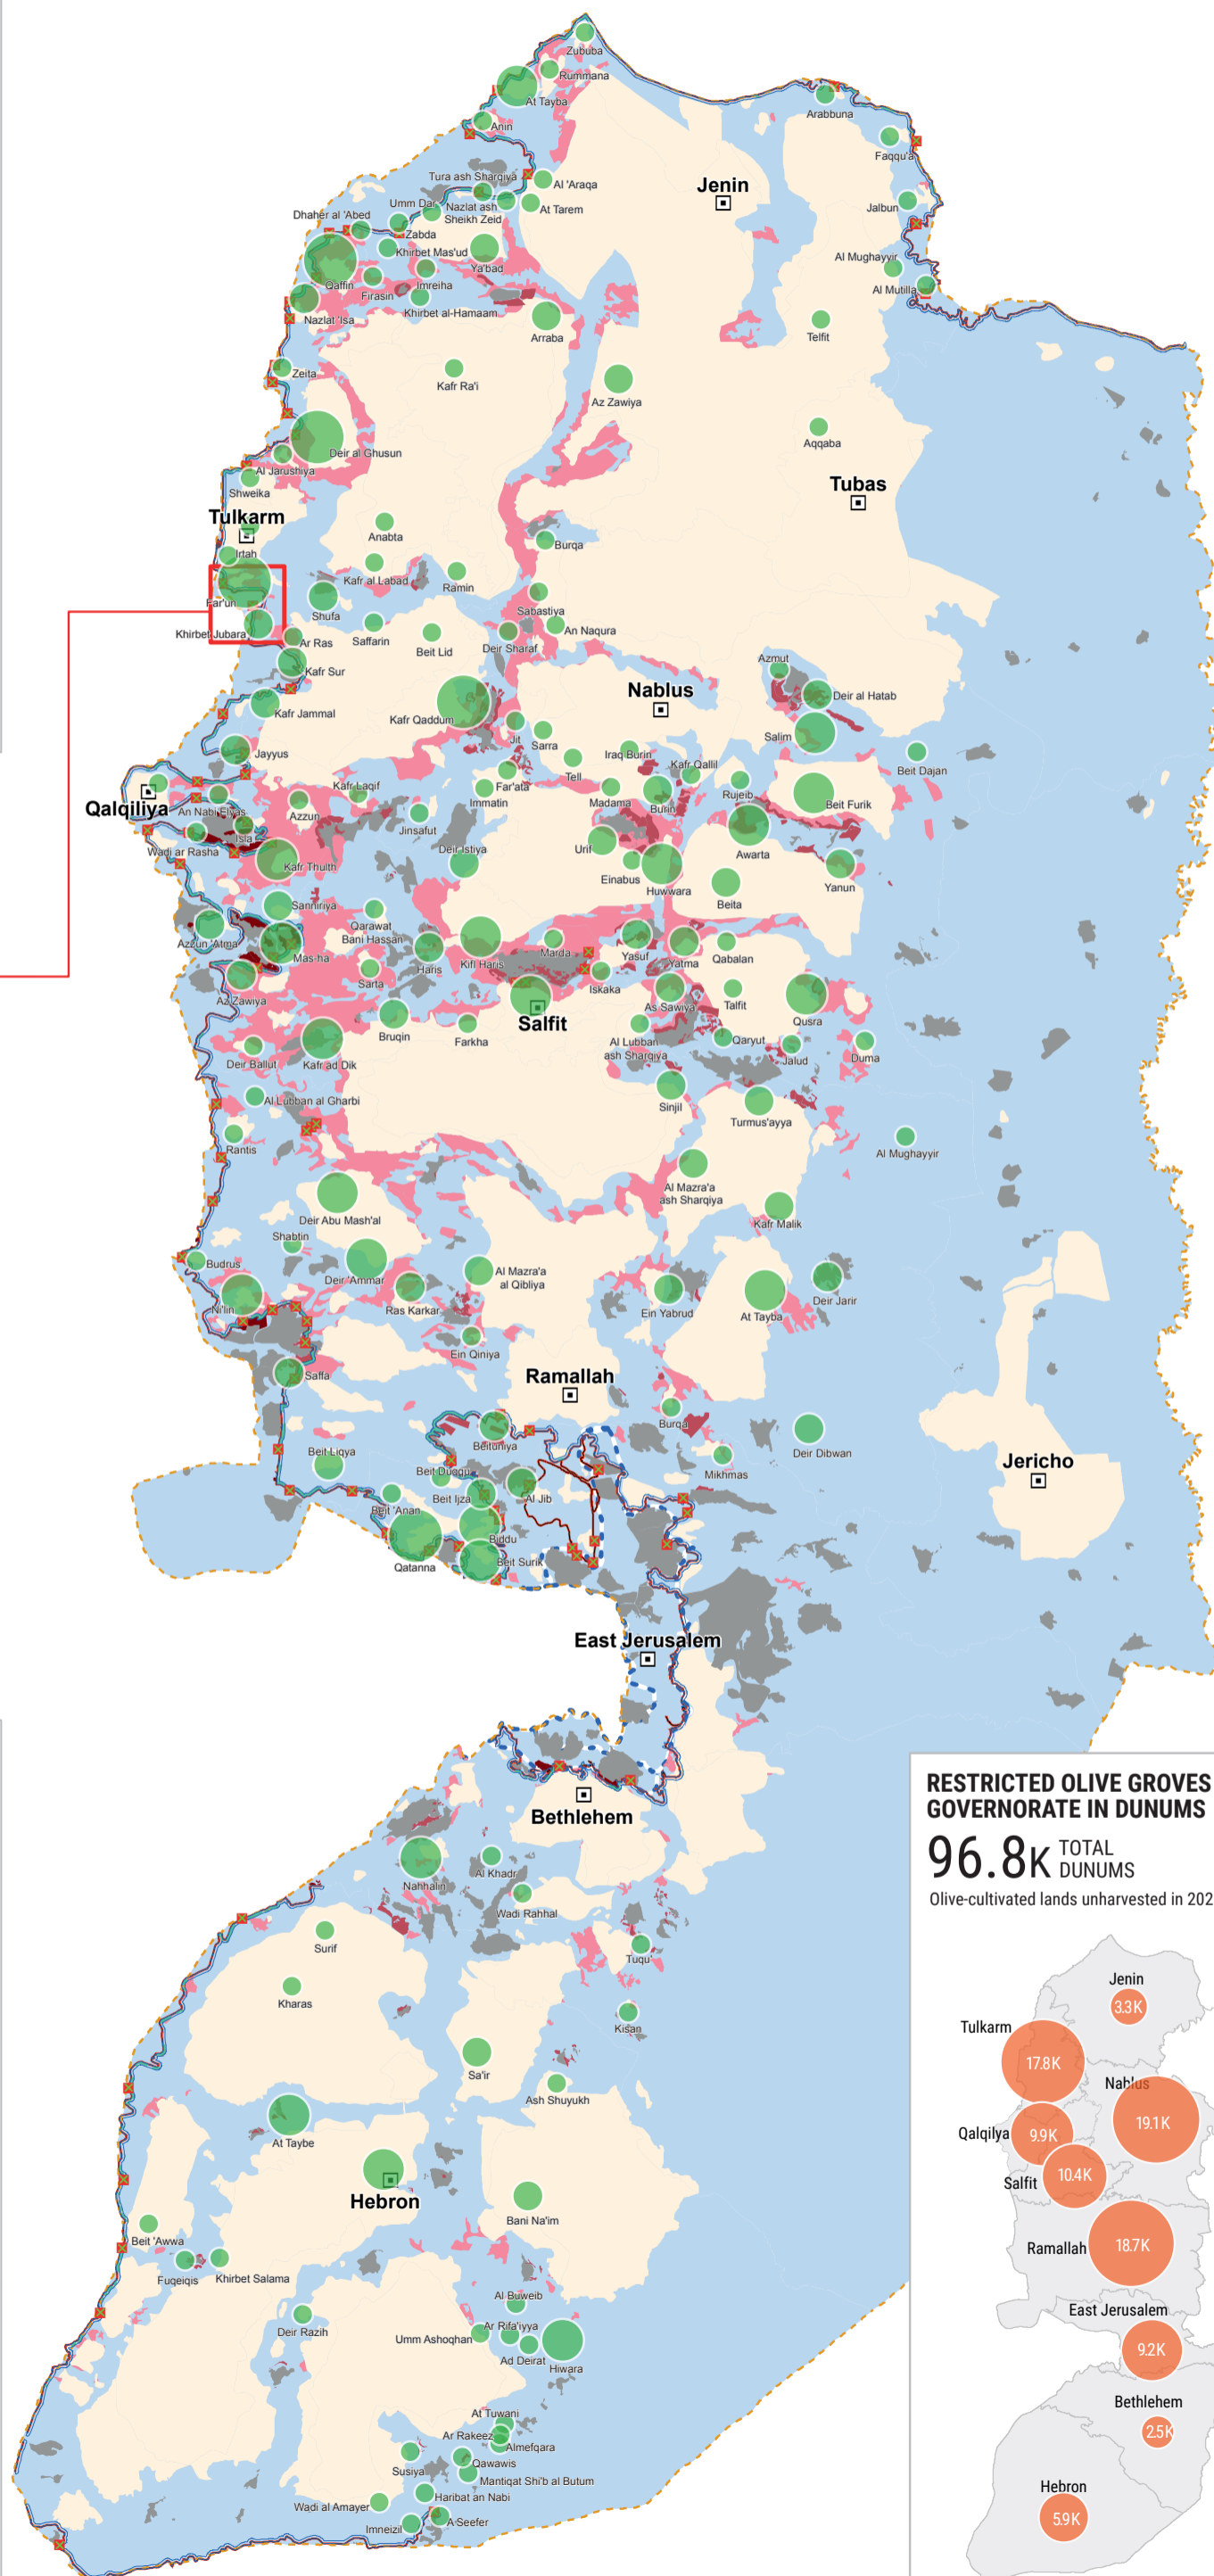 Zububa
Rummana
At Tayba
Anin
Arabbuna
Faqqu'a
Tura ash Sharqiya
Al 'Araqa
Jenin
Umm Dar
Nazlat ash
Sheikh Zeid
At Tarem
Jalbun
Dhaher al 'Abed
Zabda
Khirbet Mas'ud
Ya'bad
Al Mughayyir
Qaffin
Firasin
Imreiha
Al Mutilla
Nazlat 'Isa
Khirbet al-Hamaam
Arraba
Telfit
Zeita
Kafr Ra'i
Az Zawiya
Aqqaba
Deir al Ghusun
Al Jarushiya
Shweika
Tubas
Tulkarm
Anabta
Burqa
Irtah
Kafr al Labad
Ramin
Far'un
Shufa
Sabastiya
Khirbet Jubara
Ar Ras
Saffarin
Beit Lid
Deir Sharaf
An Naqura
Kafr Sur
Azmut
Nablus
Deir al Hatab
Kafr Jammal
Kafr Qaddum
Jit
Sarra
Salim
Jayyus
Iraq Burin
Tell
Kafr Qallil
Beit Dajan
Qalqiliya
Kafr Laqif
Far'ata
Immatin
Madama
Burin
Rujeib
Beit Furik
An Nabi Elyas
Azzun
Isla
Jinsafut
Wadi ar Rasha
Deir Istiya
Urif
Awarta
Kafr Thulth
Einabus
Huwwara
Yanun
Beita
Sanniriya
Qarawat
Bani Hassan
Azzun 'Atma
Mas-ha
Haris
Kifl Haris
Marda
Yasuf
Yatma
Qabalan
Az Zawiya
Sarta
Iskaka
As Sawiya
Talfit
Qusra
Salfit
Bruqin
Farkha
Al Lubban
ash Sharqiya
Qaryut
Jalud
Duma
Deir Ballut
Kafr ad Dik
Al Lubban al Gharbi
Sinjil
Turmus'ayya
Rantis
Al Mughayyir
Al Mazra'a
ash Sharqiya
Deir Abu Mash'al
Kafr Malik
Shabtin
Budrus
Deir 'Ammar
Al Mazra'a
al Qibliya
Ni'lin
Ras Karkar
Ein Yabrud
At Tayba
Deir Jarir
Ein Qiniya
Saffa
Ramallah
Burqa
Beituniya
Deir Dibwan
Beit Liqya
Mikhmas
Jericho
Beit Duqqu
Beit Ijza
Al Jib
Beit 'Anan
Biddu
Qatanna
Beit Surik
East Jerusalem
Bethlehem
Nahhalin
Al Khadr
Wadi Rahhal
Surif
Tuqu'
Kharas
Kisan
Sa'ir
Ash Shuyukh
At Taybe
Hebron
Bani Na'im
Beit 'Awwa
Fuqeiqis
Khirbet Salama
Al Buweib
Deir Razih
Umm Ashoqhan
Ar Rifa'iyya
Ad Deirat
Hiwara
At Tuwani
Ar Rakeez
Almefqara
Susiya
Qawawis
Mantiqat Shi'b al Butum
Haribat an Nabi
Wadi al Amayer
Imneizil
A Seefer
RESTRICTED OLIVE GROVES
GOVERNORATE IN DUNUMS
96.8K TOTAL
DUNUMS
Olive-cultivated lands unharvested in 202
Jenin
3.3K
Tulkarm
17.8K
Nablus
19.1K
Qalqilya
9.9K
Salfit
10.4K
Ramallah
18.7K
East Jerusalem
9.2K
Bethlehem
2.5K
Hebron
5.9K